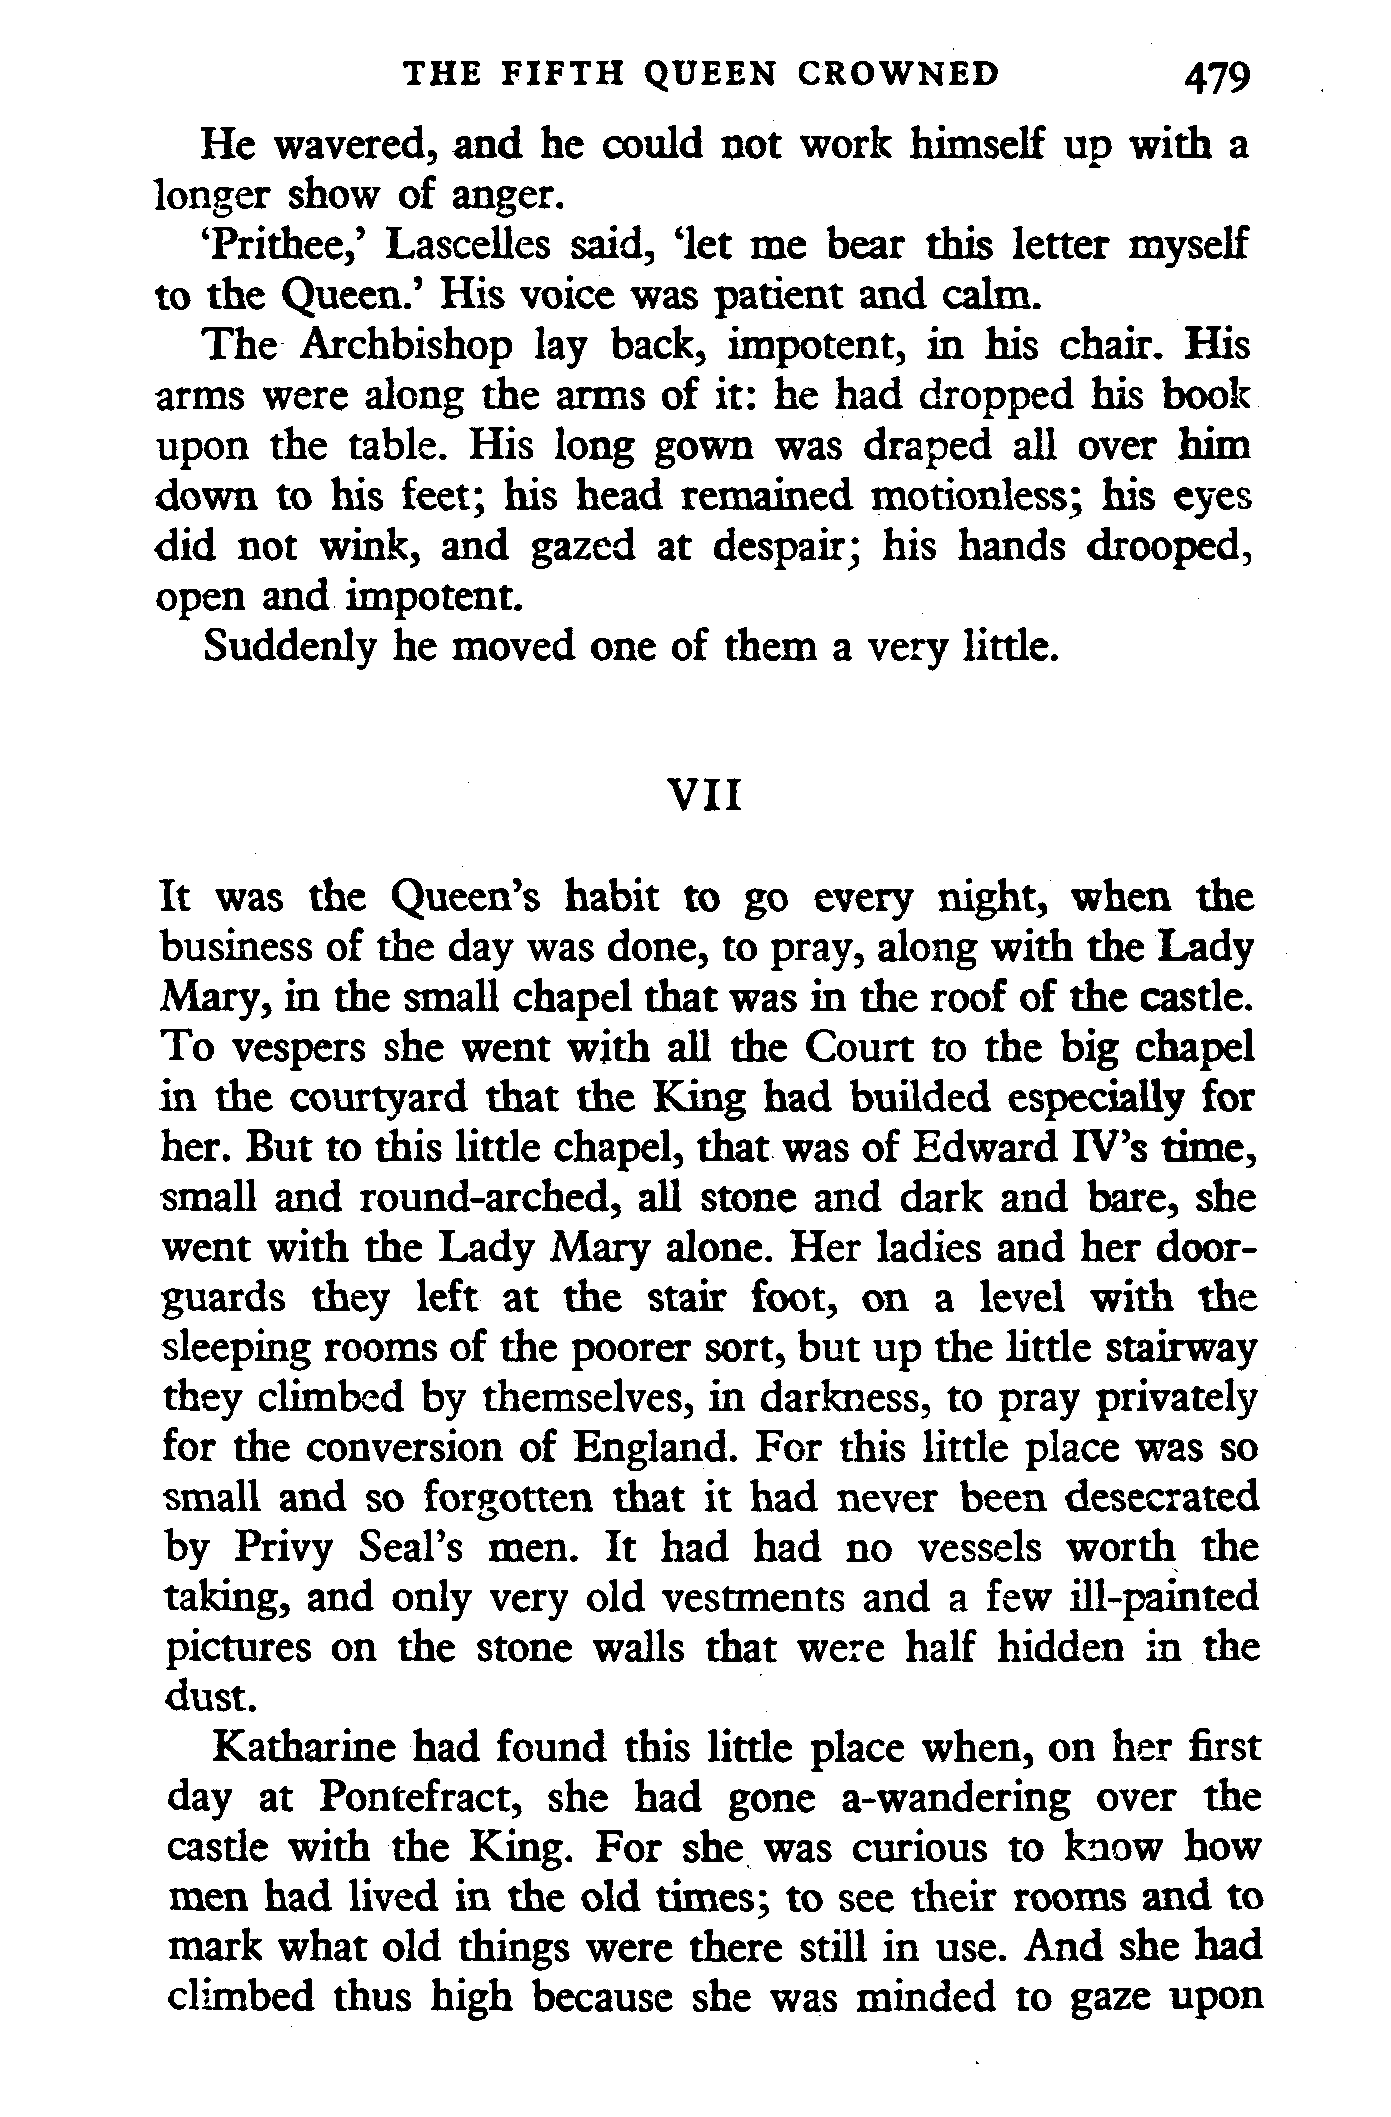 THE FIFTH QUEEN CROWNED 479
He wavered, and he could not work himself up with a
longer show of anger.
‘Prithee,’ Lascelles said, ‘let me bear this letter myself
to the Queen.’ His voice was patient and calm.
The Archbishop lay back, impotent, in his chair. His
arms were along the arms of it: he had dropped his book
upon the table. His long gown was draped all over him
down to his feet; his head remained motionless; his eyes
did not wink, and gazed at despair; his hands drooped,
open and impotent.
Suddenly he moved one of them a very little.
VII
It was the Queen’s habit to go every night, when the
business of the day was done, to pray, along with the Lady
Mary, in the small chapel that was in the roof of the castle.
To vespers she went with all the Court to the big chapel
in the courtyard that the King had builded especially for
her. But to this little chapel, that was of Edward IV’s time,
small and round-arched, all stone and dark and bare, she
went with the Lady Mary alone. Her ladies and her door-
guards they left at the stair foot, on a level with the
sleeping rooms of the poorer sort, but up the little stairway
they climbed by themselves, in darkness, to pray privately
for the conversion of England. For this little place was so
small and so forgotten that it had never been desecrated
by Privy Seal’s men. It had had no vessels worth the
taking, and only very old vestments and a few ill-painted
pictures on the stone walls that were half hidden in the
dust.
Katharine had found this little place when, on her first
day at Pontefract, she had gone a-wandering over the
castle with the King. For she was curious to know how
men had lived in the old times; to see their rooms and to
mark what old things were there still in use. And she had
climbed thus high because she was minded to gaze upon